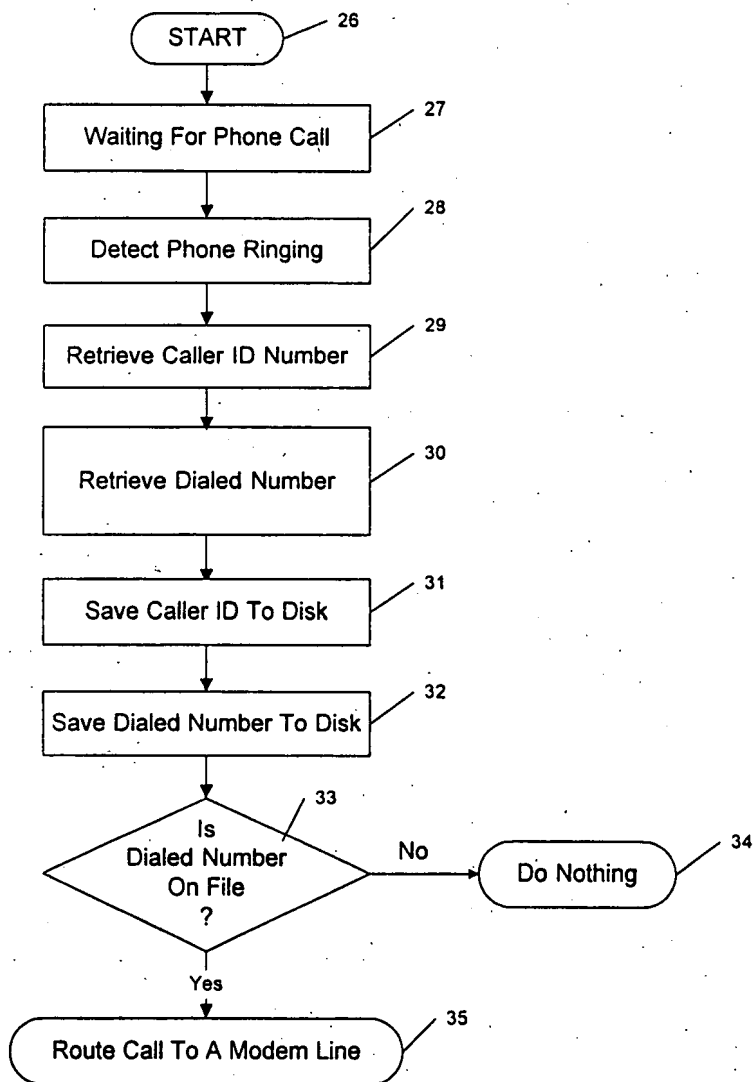 START
26
Waiting For Phone Call
27
Detect Phone Ringing
28
Retrieve Caller ID Number
29
Retrieve Dialed Number
30
Save Caller ID To Disk
31
Save Dialed Number To Disk
32
33
Is
Dialed Number
On File
?
No
Do Nothing
34
Yes
Route Call To A Modem Line
35